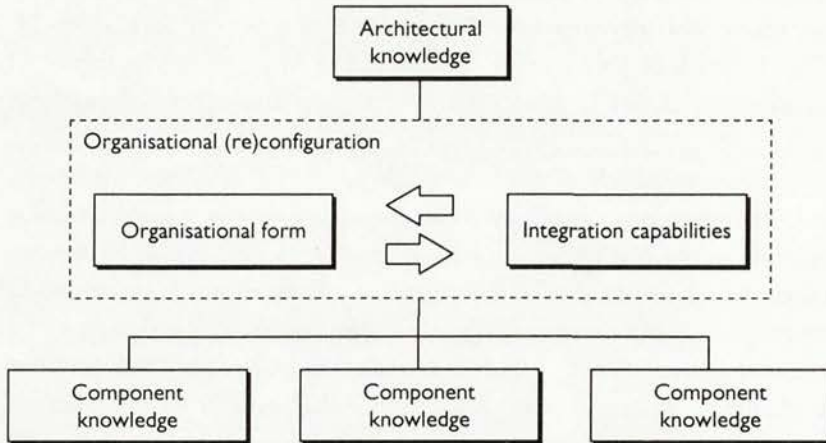 Architectural
knowledge
Organisational (re)configuration
Organisational form
Integration capabilities
Component
knowledge
Component
knowledge
Component
knowledge